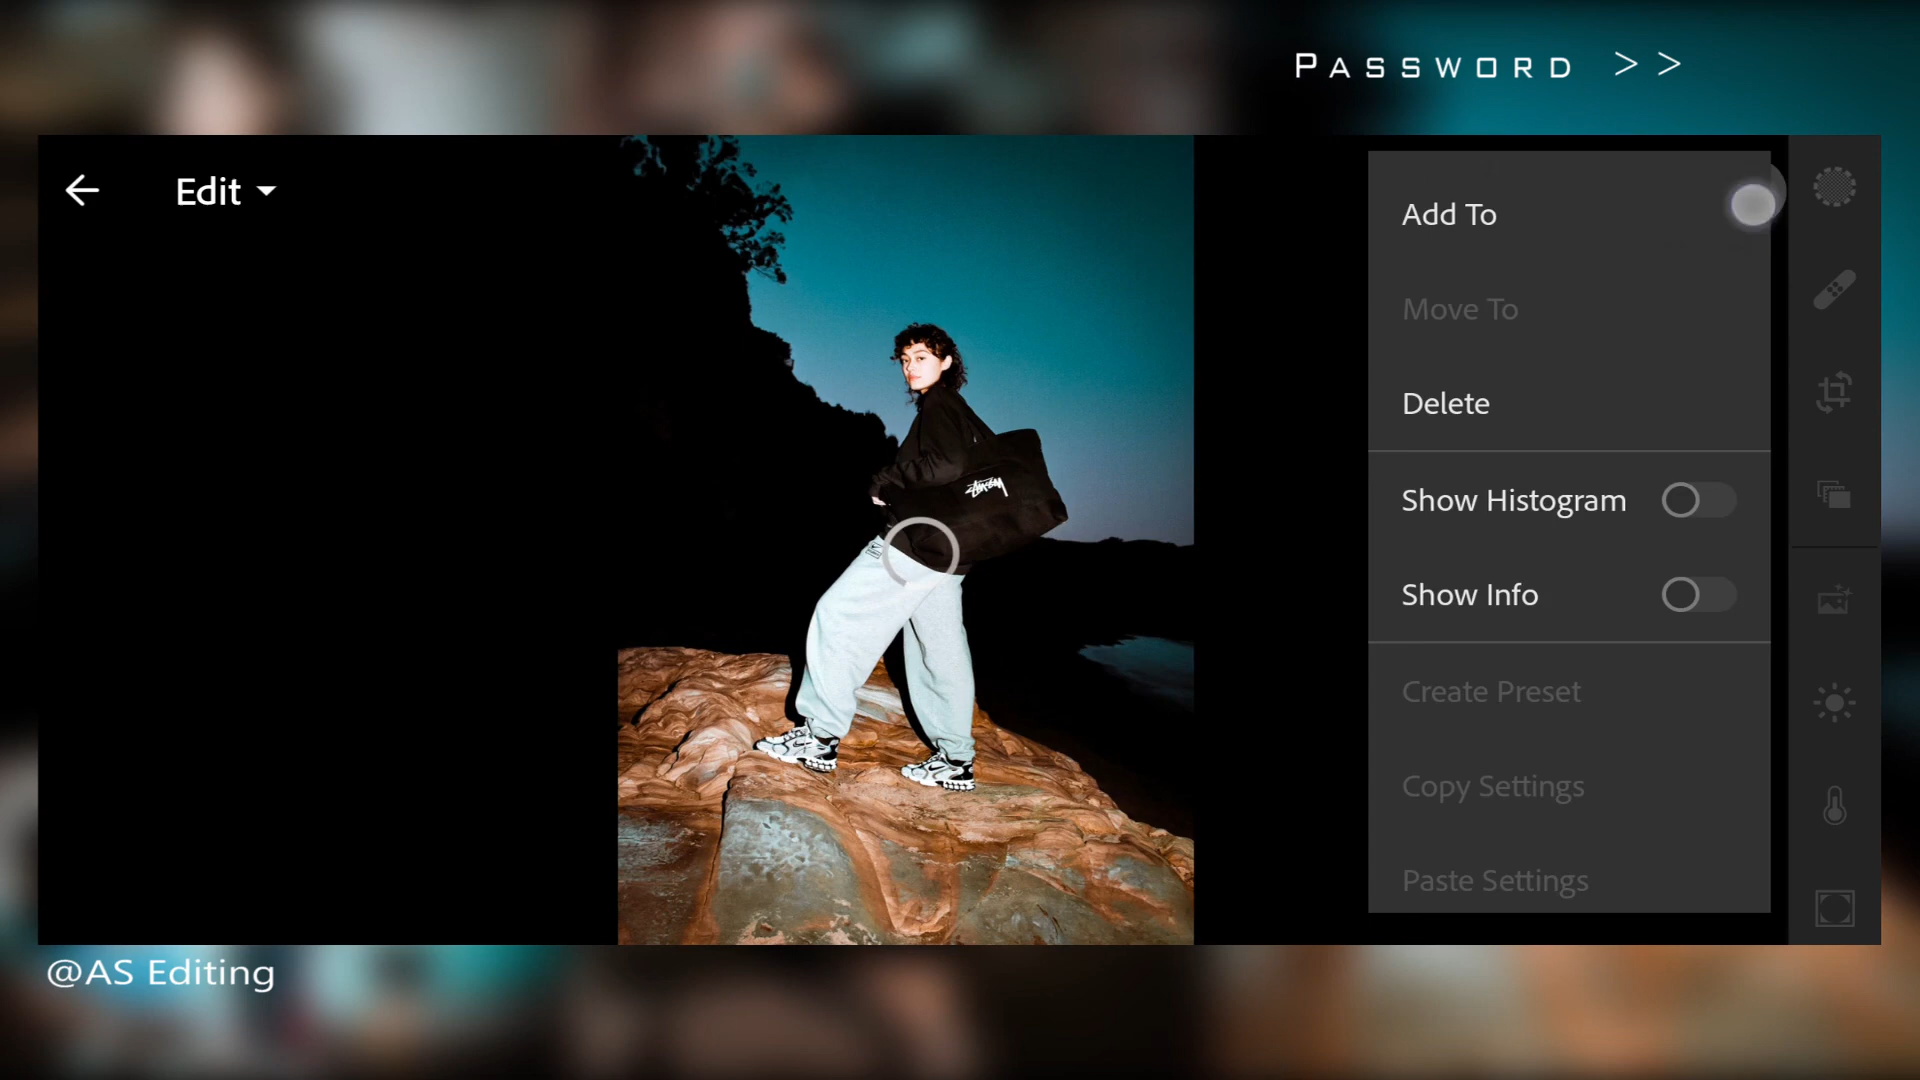 PASSWORD >>
Edit
Add To
Move To
Delete
STÜSSY
Show Histogram
Show Info
Create Preset
Copy Settings
Paste Settings
@AS Editing